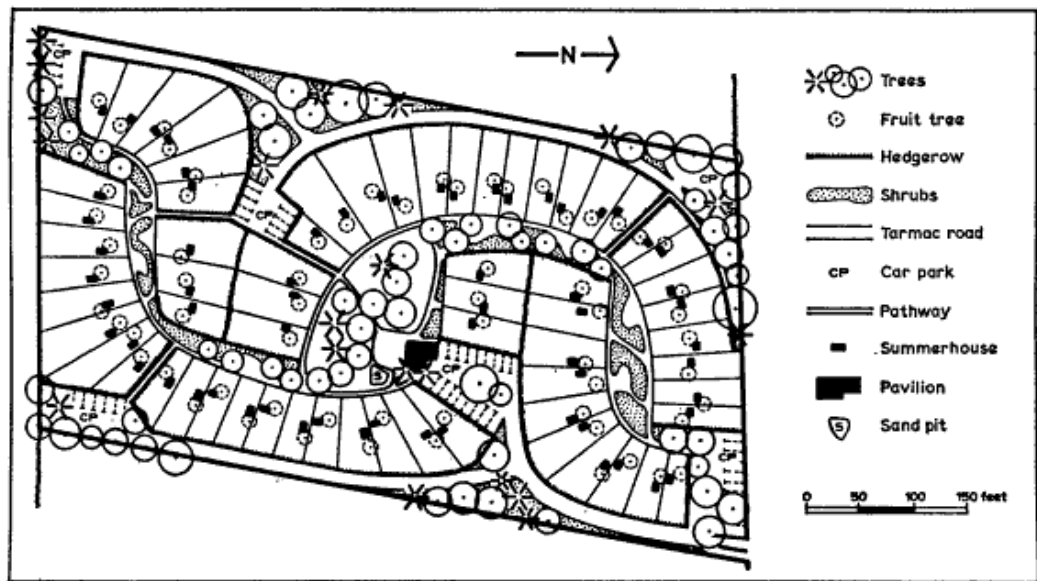 N
Trees
Fruit tree
Hedgerow
Shrubs
Tarmac road
CP Car park
Pathway
Summerhouse
Pavilion
S Sand pit
0 50 100 150 feet
CP
CP
CP
CP
CP
CP
S